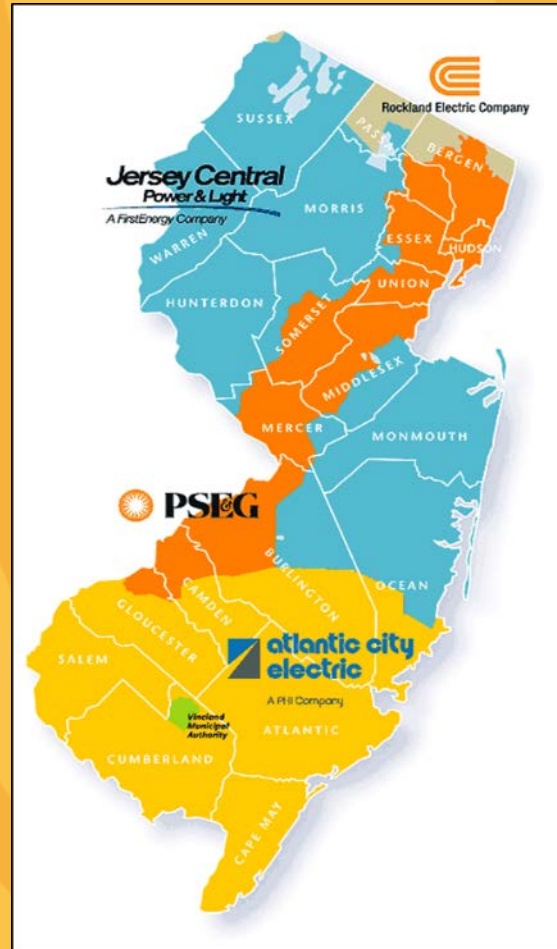 Rockland Electric Company
SUSSEX
PASSAIC
BERGEN
Jersey Central
Power & Light
A FirstEnergy Company
MORRIS
WARREN
ESSEX
HUDSON
UNION
HUNTERDON
SOMERSET
MIDDLESEX
MERCER
MONMOUTH
PSEG
BURLINGTON
OCEAN
CAMDEN
GLOUCESTER
SALEM
atlantic city
electric
A PHI Company
Vineland
Municipal
Authority
ATLANTIC
CUMBERLAND
CAPE MAY